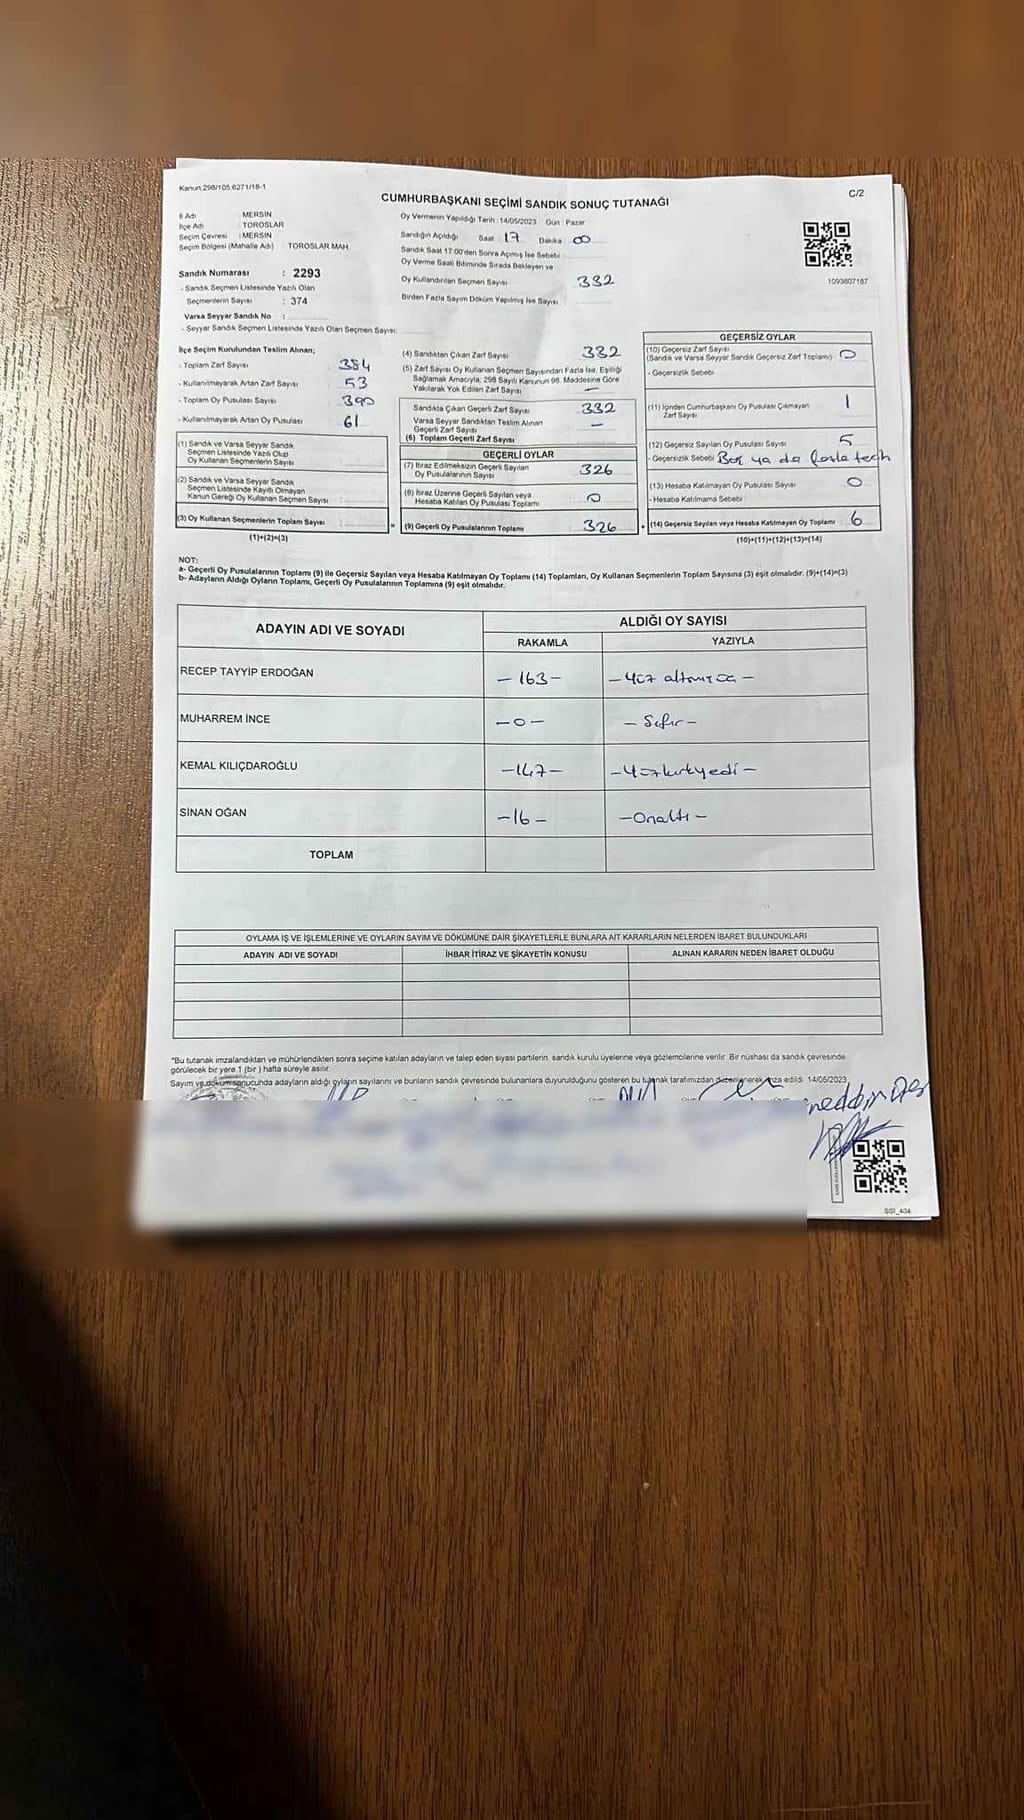 Kanun:298/105;6271/18-1
C/2
CUMHURBAŞKANI SEÇİMİ SANDIK SONUÇ TUTANAĞI
İl Adı : MERSİN
İlçe Adı : TOROSLAR
Seçim Çevresi : MERSİN
Seçim Bölgesi (Mahalle Adı) : TOROSLAR MAH.
Sandık Numarası : 2293
- Sandık Seçmen Listesinde Yazılı Olan
Seçmenlerin Sayısı : 374
Varsa Seyyar Sandık No :
- Seyyar Sandık Seçmen Listesinde Yazılı Olan Seçmen Sayısı:
Oy Vermenin Yapıldığı Tarih :14/05/2023 Gün : Pazar
Sandığın Açıldığı Saat 17 Dakika 00
Sandık Saat 17:00'den Sonra Açılmış İse Sebebi
Oy Verme Saati Bitiminde Sırada Bekleyen ve
Oy Kullandırılan Seçmen Sayısı 332
Birden Fazla Sayım Döküm Yapılmış İse Sayısı
1093807187
İlçe Seçim Kurulundan Teslim Alınan;
- Toplam Zarf Sayısı 384
- Kullanılmayarak Artan Zarf Sayısı 53
- Toplam Oy Pusulası Sayısı 390
- Kullanılmayarak Artan Oy Pusulası 61
(1) Sandık ve Varsa Seyyar Sandık
Seçmen Listesinde Yazılı Olup
Oy Kullanan Seçmenlerin Sayısı
(2) Sandık ve Varsa Seyyar Sandık
Seçmen Listesinde Kayıtlı Olmayan
Kanun Gereği Oy Kullanan Seçmen Sayısı
(3) Oy Kullanan Seçmenlerin Toplam Sayısı :
(1)+(2)=(3)
(4) Sandıktan Çıkan Zarf Sayısı 332
(5) Zarf Sayısı Oy Kullanan Seçmen Sayısından Fazla İse, Eşitliği
Sağlamak Amacıyla, 298 Sayılı Kanunun 98. Maddesine Göre
Yakılarak Yok Edilen Zarf Sayısı -
Sandıkta Çıkan Geçerli Zarf Sayısı 332
Varsa Seyyar Sandıktan Teslim Alınan
Geçerli Zarf Sayısı -
(6) Toplam Geçerli Zarf Sayısı
GEÇERLİ OYLAR
(7) İtiraz Edilmeksizin Geçerli Sayılan
Oy Pusulalarının Sayısı 326
(8) İtiraz Üzerine Geçerli Sayılan veya
Hesaba Katılan Oy Pusulası Toplamı 0
= (9) Geçerli Oy Pusulalarının Toplamı 326
GEÇERSİZ OYLAR
(10) Geçersiz Zarf Sayısı
(Sandık ve Varsa Seyyar Sandık Geçersiz Zarf Toplamı) 0
- Geçersizlik Sebebi
(11) İçinden Cumhurbaşkanı Oy Pusulası Çıkmayan
Zarf Sayısı 1
(12) Geçersiz Sayılan Oy Pusulası Sayısı 5
- Geçersizlik Sebebi Boş ya da fazla tercih
(13) Hesaba Katılmayan Oy Pusulası Sayısı 0
- Hesaba Katılmama Sebebi
+ (14) Geçersiz Sayılan veya Hesaba Katılmayan Oy Toplamı 6
(10)+(11)+(12)+(13)=(14)
NOT:
a- Geçerli Oy Pusulalarının Toplamı (9) ile Geçersiz Sayılan veya Hesaba Katılmayan Oy Toplamı (14) Toplamları, Oy Kullanan Seçmenlerin Toplam Sayısına (3) eşit olmalıdır. (9)+(14)=(3)
b- Adayların Aldığı Oyların Toplamı, Geçerli Oy Pusulalarının Toplamına (9) eşit olmalıdır.
ADAYIN ADI VE SOYADI ALDIĞI OY SAYISI
RAKAMLA YAZIYLA
RECEP TAYYİP ERDOĞAN -163- -Yüz altmış üç-
MUHARREM İNCE -0- -Sıfır-
KEMAL KILIÇDAROĞLU -147- -Yüzkırkyedi-
SİNAN OĞAN -16- -Onaltı-
TOPLAM
OYLAMA İŞ VE İŞLEMLERİNE VE OYLARIN SAYIM VE DÖKÜMÜNE DAİR ŞİKAYETLERLE BUNLARA AİT KARARLARIN NELERDEN İBARET BULUNDUKLARI
ADAYIN ADI VE SOYADI İHBAR İTİRAZ VE ŞİKAYETİN KONUSU ALINAN KARARIN NEDEN İBARET OLDUĞU
*Bu tutanak imzalandıktan ve mühürlendikten sonra seçime katılan adayların ve talep eden siyasi partilerin, sandık kurulu üyelerine veya gözlemcilerine verilir. Bir nüshası da sandık çevresinde
görülecek bir yere 1 (bir) hafta süreyle asılır.
Sayım ve döküm sonucunda adayların aldığı oyların sayılarını ve bunların sandık çevresinde bulunanlara duyurulduğunu gösteren bu tutanak tarafımızdan düzenlenerek imza edildi. 14/05/2023
SSI_404